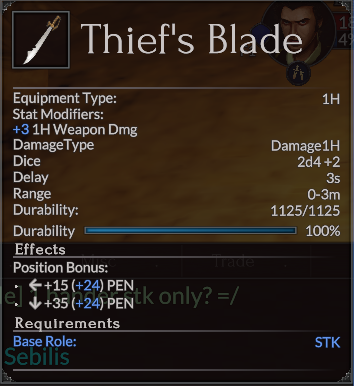 Thief's Blade
Equipment Type: 1H
Stat Modifiers:
+3 1H Weapon Dmg
DamageType Damage1H
Dice 2d4 +2
Delay 3s
Range 0-3m
Durability: 1125/1125
Durability 100%
Effects
Trade
Position Bonus:
• ← +15 (+24) PEN
stk only? =/
• ↓ +35 (+24) PEN
Requirements
Base Role: STK
Sebilis